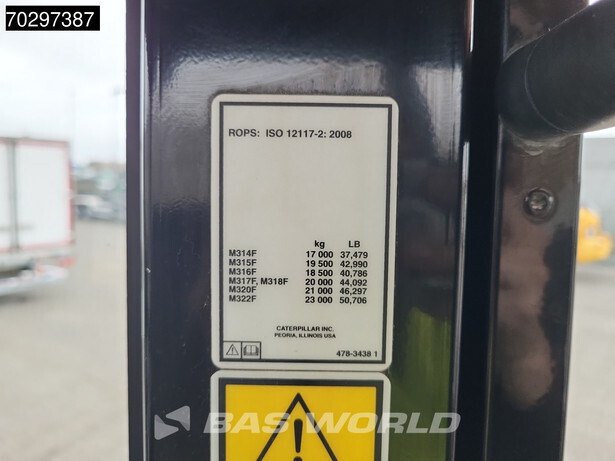 70297387
ROPS: ISO 12117-2: 2008
kg LB
M314F 17 000 37,479
M315F 19 500 42,990
M316F 18 500 40,786
M317F, M318F 20 000 44,092
M320F 21 000 46,297
M322F 23 000 50,706
CATERPILLAR INC.
PEORIA, ILLINOIS USA
478-3438 1
BAS WORLD